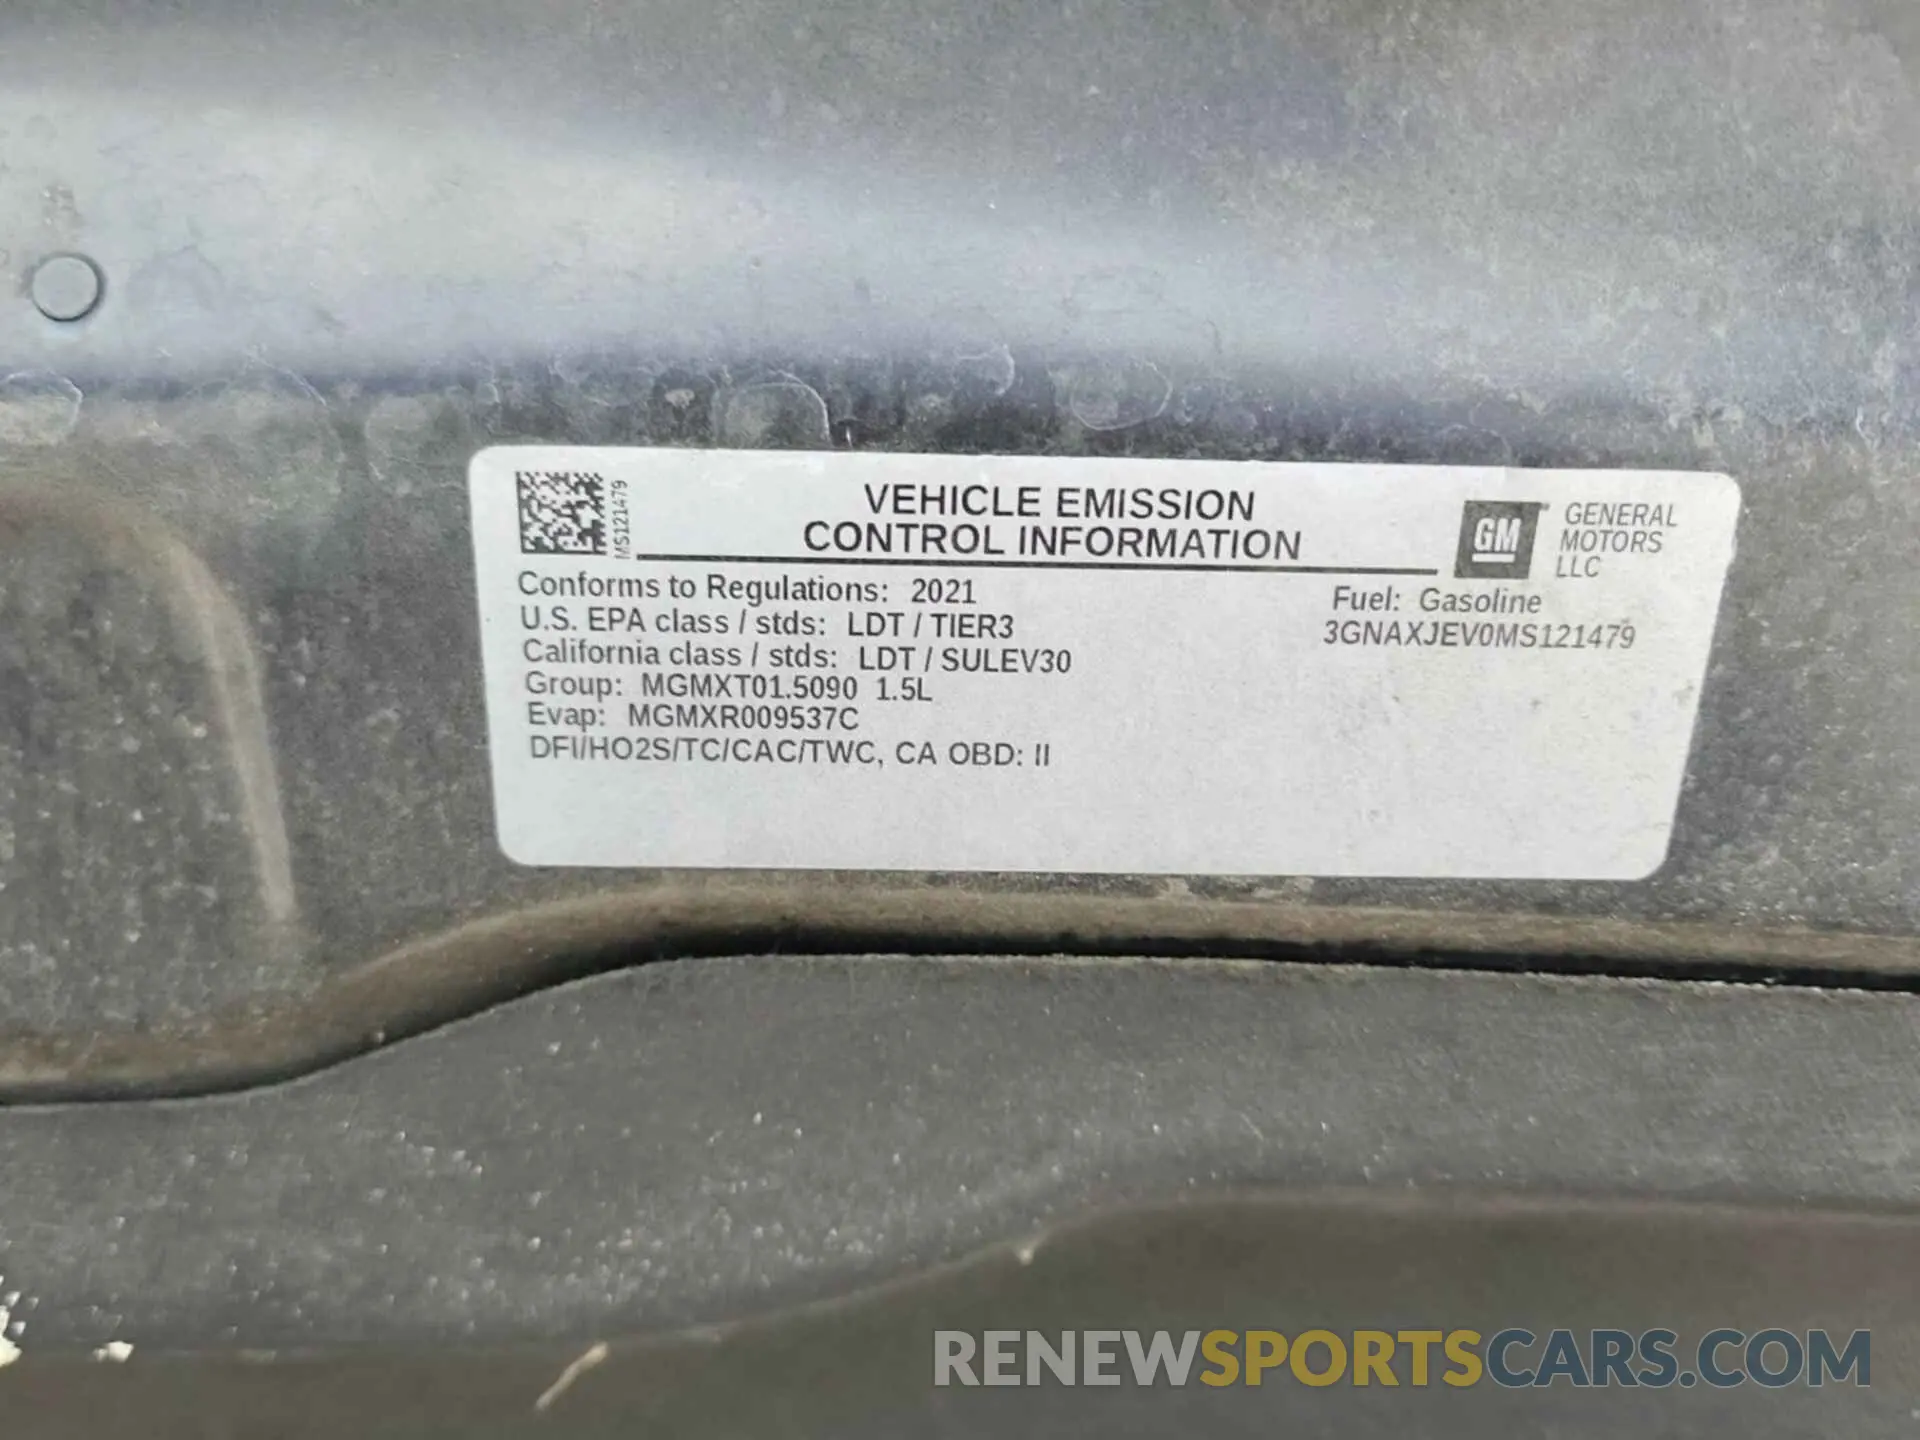 MS121479
VEHICLE EMISSION
CONTROL INFORMATION
GM
GENERAL
MOTORS
LLC
Conforms to Regulations: 2021
U.S. EPA class / stds: LDT / TIER3
California class / stds: LDT / SULEV30
Group: MGMXT01.5090 1.5L
Evap: MGMXR009537C
DFI/HO2S/TC/CAC/TWC, CA OBD: II
Fuel: Gasoline
3GNAXJEV0MS121479
RENEWSPORTSCARS.COM